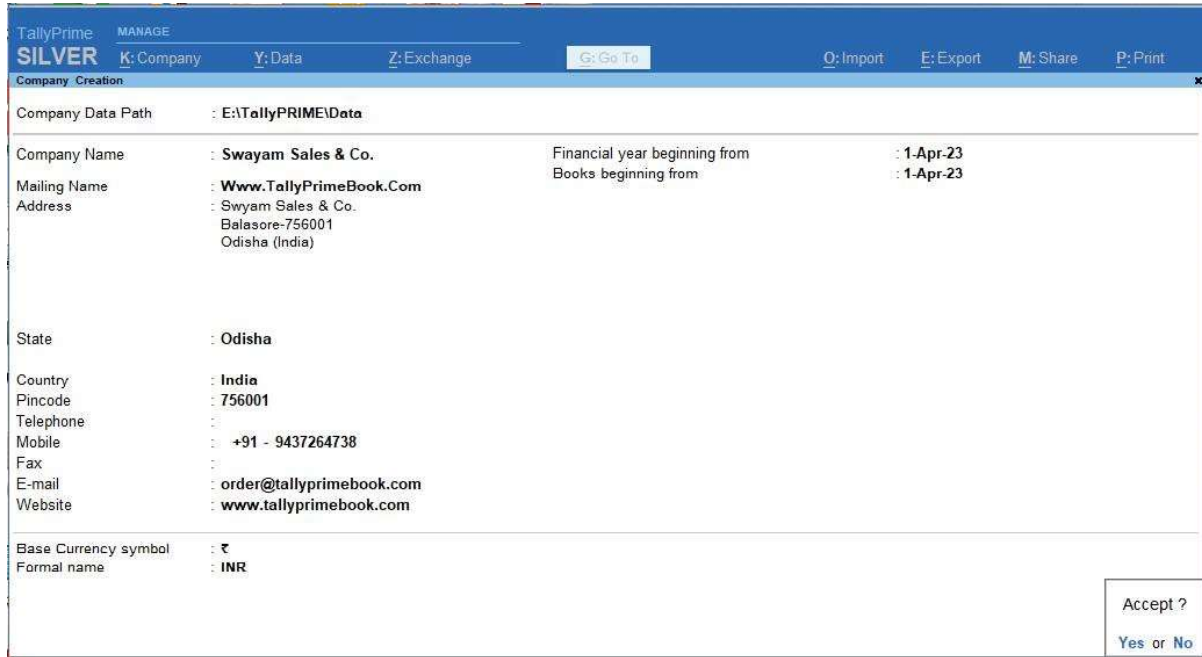 TallyPrime MANAGE
SILVER K: Company Y: Data Z: Exchange G: Go To O: Import E: Export M: Share P: Print
Company Creation x
Company Data Path : E:\TallyPRIME\Data
Company Name : Swayam Sales & Co. Financial year beginning from : 1-Apr-23
Books beginning from : 1-Apr-23
Mailing Name : Www.TallyPrimeBook.Com
Address : Swyam Sales & Co.
Balasore-756001
Odisha (India)
State : Odisha
Country : India
Pincode : 756001
Telephone :
Mobile : +91 - 9437264738
Fax :
E-mail : order@tallyprimebook.com
Website : www.tallyprimebook.com
Base Currency symbol : ₹
Formal name : INR
Accept ?
Yes or No